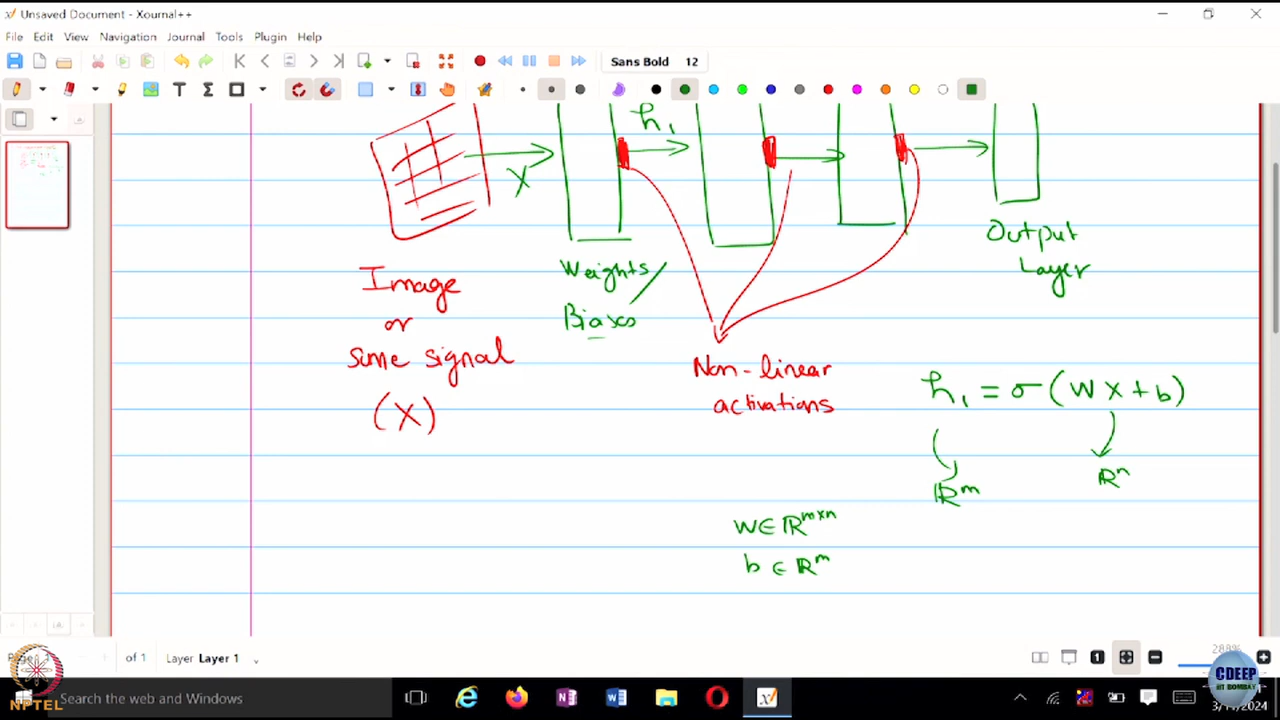 Unsaved Document - Xournal++
File Edit View Navigation Journal Tools Plugin Help
Sans Bold 12
h₁
X
Output
Layer
Weights/
Biases
Image
or
some signal
(X)
Non-linear
activations
h₁ = σ(WX+b)
ℝᵐ
ℝⁿ
W∈ℝᵐˣⁿ
b∈ℝᵐ
of 1 Layer Layer 1
288%
Search the web and Windows
NPTEL
CDEEP
IIT BOMBAY